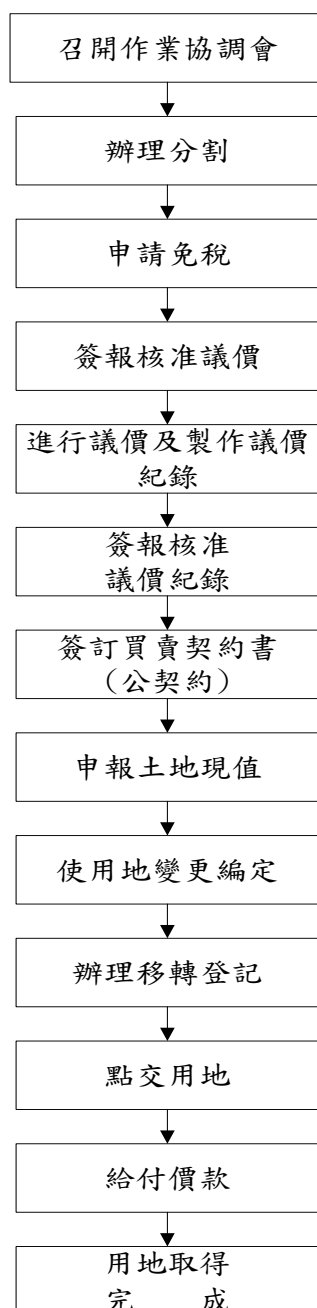 召開作業協調會
辦理分割
申請免稅
簽報核准議價
進行議價及製作議價
紀錄
簽報核准
議價紀錄
簽訂買賣契約書
（公契約）
申報土地現值
使用地變更編定
辦理移轉登記
點交用地
給付價款
用地取得
完　　成